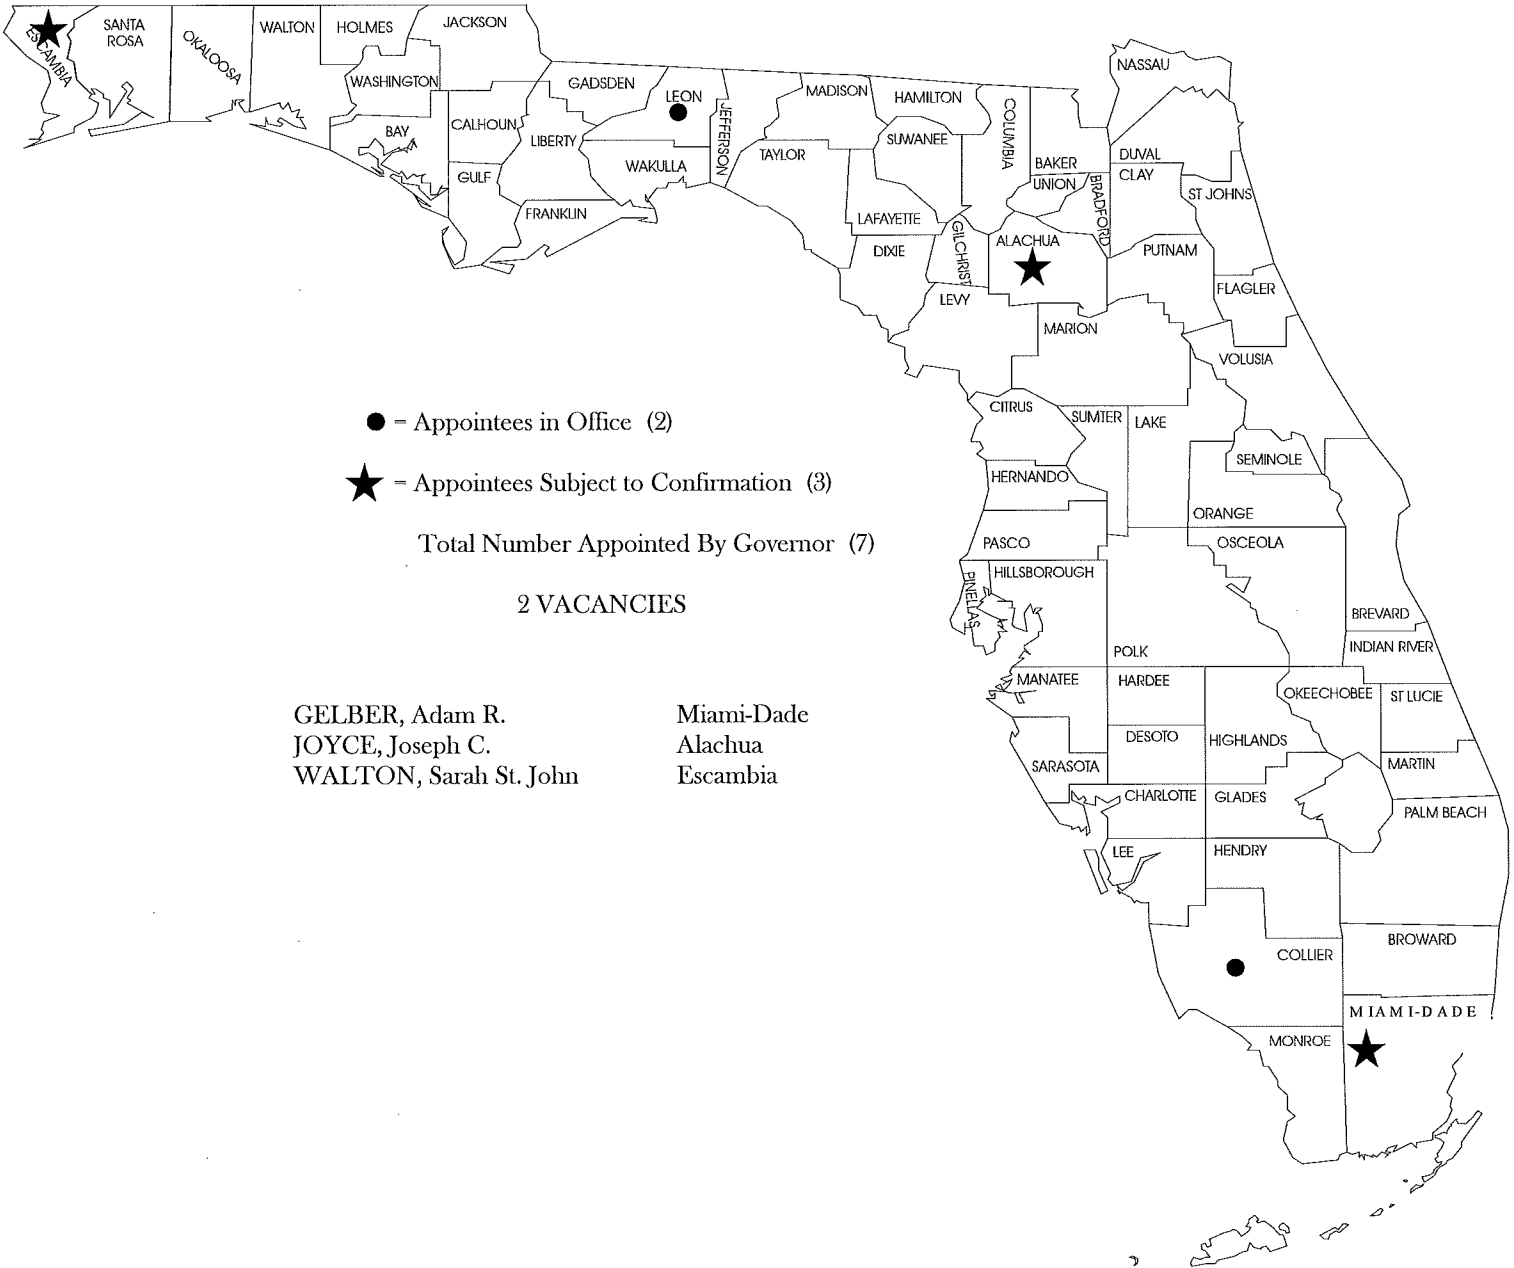 ESCAMBIA
SANTA
ROSA
OKALOOSA
WALTON
HOLMES
JACKSON
WASHINGTON
BAY
CALHOUN
GULF
GADSDEN
LIBERTY
FRANKLIN
LEON
WAKULLA
JEFFERSON
MADISON
TAYLOR
HAMILTON
SUWANEE
LAFAYETTE
DIXIE
COLUMBIA
GILCHRIST
BAKER
UNION
BRADFORD
ALACHUA
LEVY
NASSAU
DUVAL
CLAY
ST JOHNS
PUTNAM
FLAGLER
MARION
VOLUSIA
CITRUS
SUMTER
LAKE
SEMINOLE
HERNANDO
ORANGE
PASCO
OSCEOLA
HILLSBOROUGH
PINELLAS
BREVARD
INDIAN RIVER
POLK
MANATEE
HARDEE
OKEECHOBEE
ST LUCIE
DESOTO
HIGHLANDS
SARASOTA
MARTIN
CHARLOTTE
GLADES
PALM BEACH
LEE
HENDRY
BROWARD
COLLIER
MIAMI-DADE
MONROE
= Appointees in Office (2)
= Appointees Subject to Confirmation (3)
Total Number Appointed By Governor (7)
2 VACANCIES
GELBER, Adam R. Miami-Dade
JOYCE, Joseph C. Alachua
WALTON, Sarah St. John Escambia